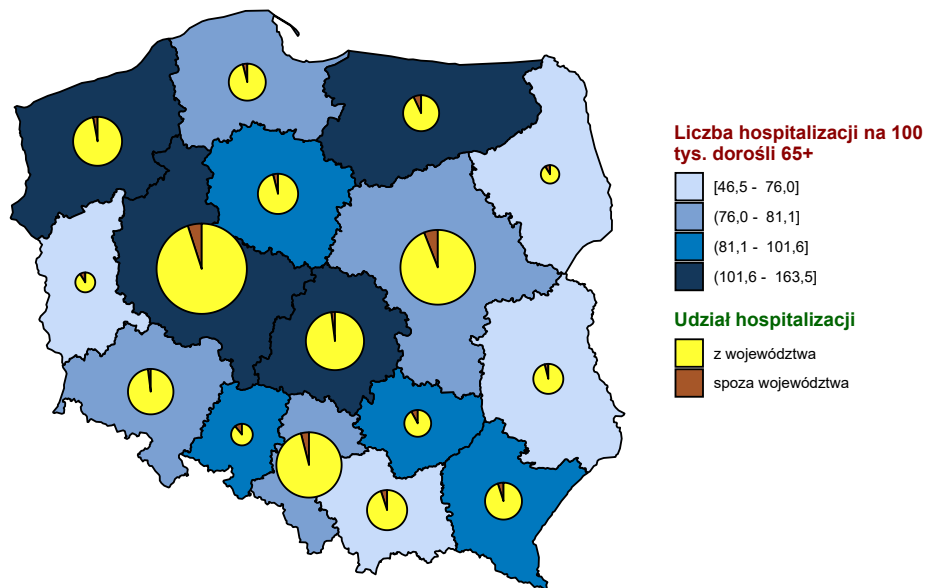 Liczba hospitalizacji na 100
tys. dorośli 65+
[46,5 - 76,0]
(76,0 - 81,1]
(81,1 - 101,6]
(101,6 - 163,5]
Udział hospitalizacji
z województwa
spoza województwa